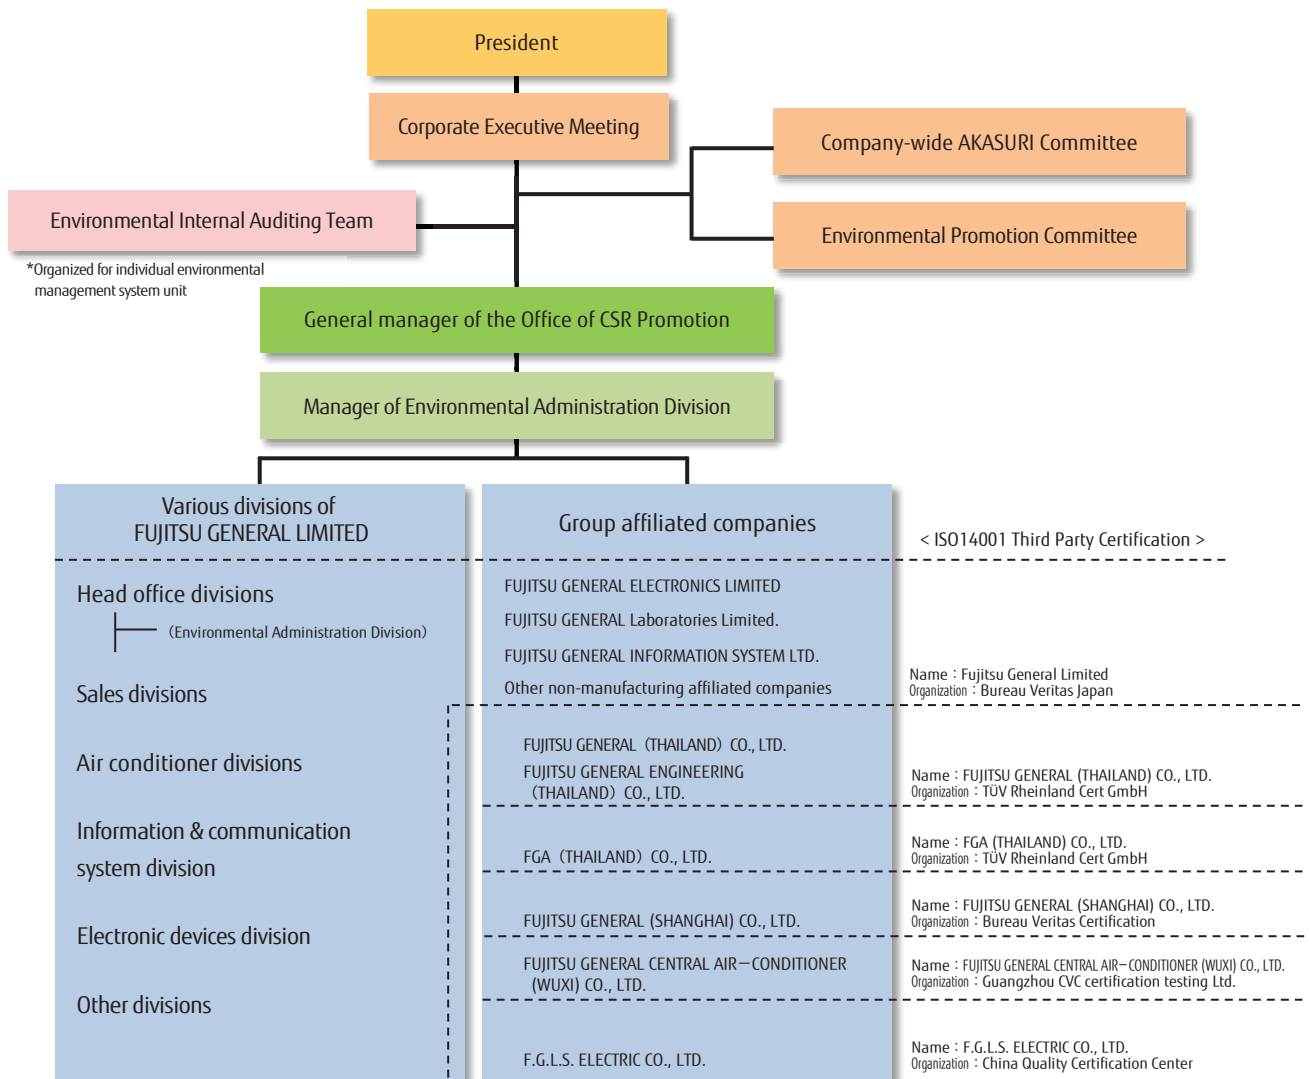 President
Corporate Executive Meeting
Company-wide AKASURI Committee
Environmental Internal Auditing Team
Environmental Promotion Committee
*Organized for individual environmental
management system unit
General manager of the Office of CSR Promotion
Manager of Environmental Administration Division
Various divisions of
FUJITSU GENERAL LIMITED
Head office divisions
(Environmental Administration Division)
Sales divisions
Air conditioner divisions
Information & communication
system division
Electronic devices division
Other divisions
Group affiliated companies
FUJITSU GENERAL ELECTRONICS LIMITED
FUJITSU GENERAL Laboratories Limited.
FUJITSU GENERAL INFORMATION SYSTEM LTD.
Other non-manufacturing affiliated companies
FUJITSU GENERAL (THAILAND) CO., LTD.
FUJITSU GENERAL ENGINEERING
(THAILAND) CO., LTD.
FGA (THAILAND) CO., LTD.
FUJITSU GENERAL (SHANGHAI) CO., LTD.
FUJITSU GENERAL CENTRAL AIR－CONDITIONER
(WUXI) CO., LTD.
F.G.L.S. ELECTRIC CO., LTD.
< ISO14001 Third Party Certification >
Name : Fujitsu General Limited
Organization : Bureau Veritas Japan
Name : FUJITSU GENERAL (THAILAND) CO., LTD.
Organization : TÜV Rheinland Cert GmbH
Name : FGA (THAILAND) CO., LTD.
Organization : TÜV Rheinland Cert GmbH
Name : FUJITSU GENERAL (SHANGHAI) CO., LTD.
Organization : Bureau Veritas Certification
Name : FUJITSU GENERAL CENTRAL AIR－CONDITIONER (WUXI) CO., LTD.
Organization : Guangzhou CVC certification testing Ltd.
Name : F.G.L.S. ELECTRIC CO., LTD.
Organization : China Quality Certification Center